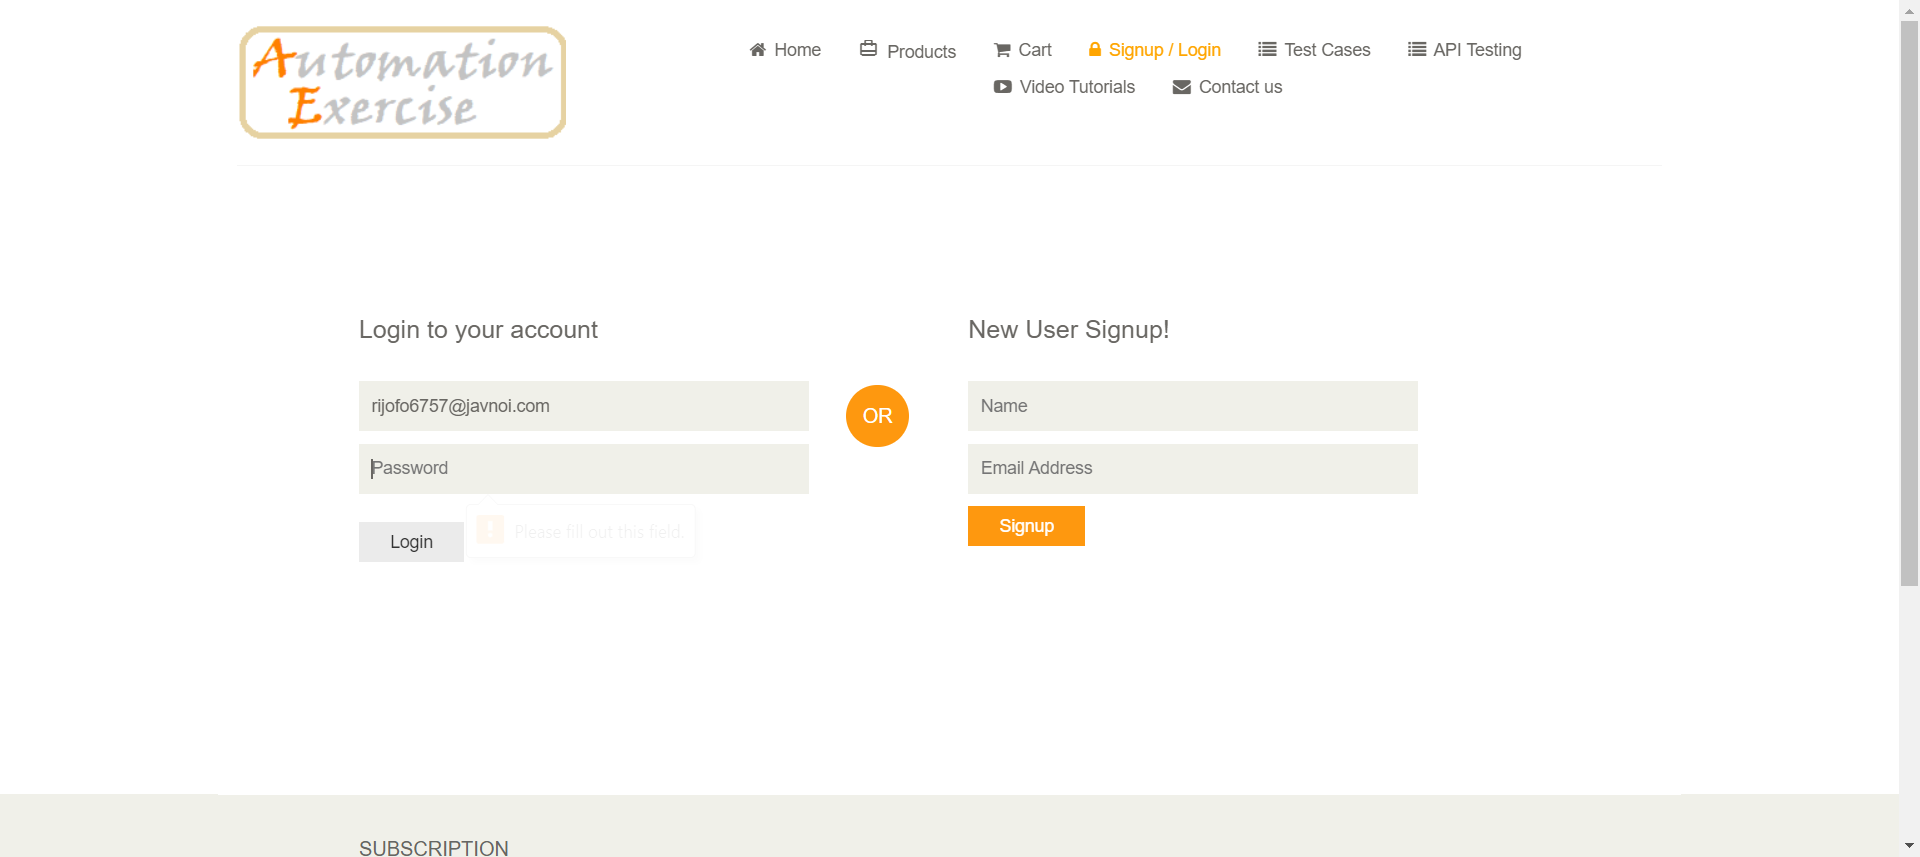 Automation
Exercise
Home
Products
Cart
Signup / Login
Test Cases
API Testing
Video Tutorials
Contact us
Login to your account
New User Signup!
rijofo6757@javnoi.com
OR
Name
Password
Email Address
Please fill out this field.
Login
Signup
SUBSCRIPTION